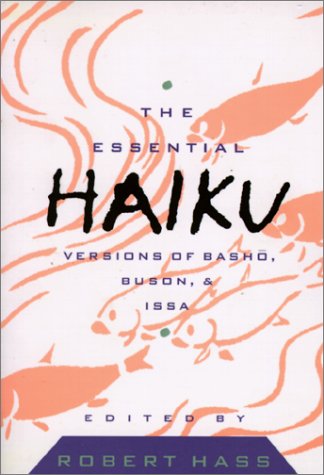 THE
ESSENTIAL
HAIKU
VERSIONS OF BASHŌ,
BUSON, &
ISSA
EDITED BY
ROBERT HASS